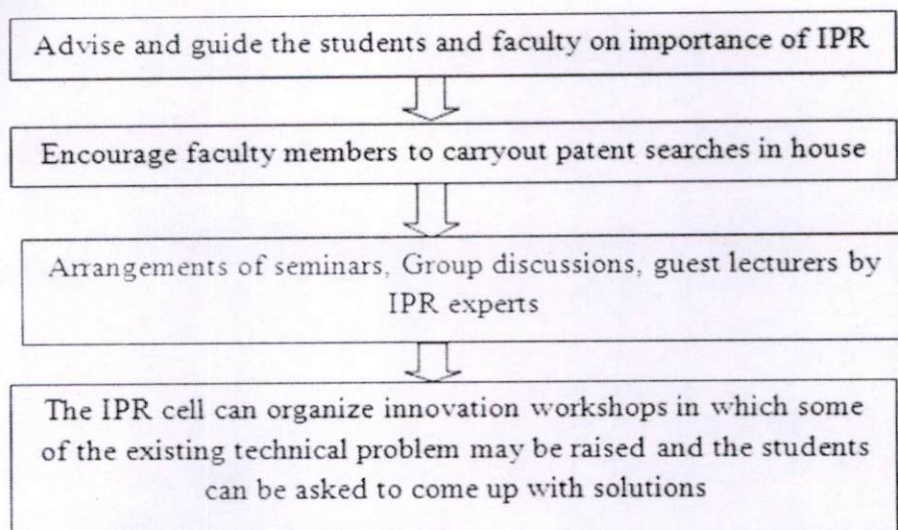 Advise and guide the students and faculty on importance of IPR
Encourage faculty members to carryout patent searches in house
Arrangements of seminars, Group discussions, guest lecturers by
IPR experts
The IPR cell can organize innovation workshops in which some
of the existing technical problem may be raised and the students
can be asked to come up with solutions